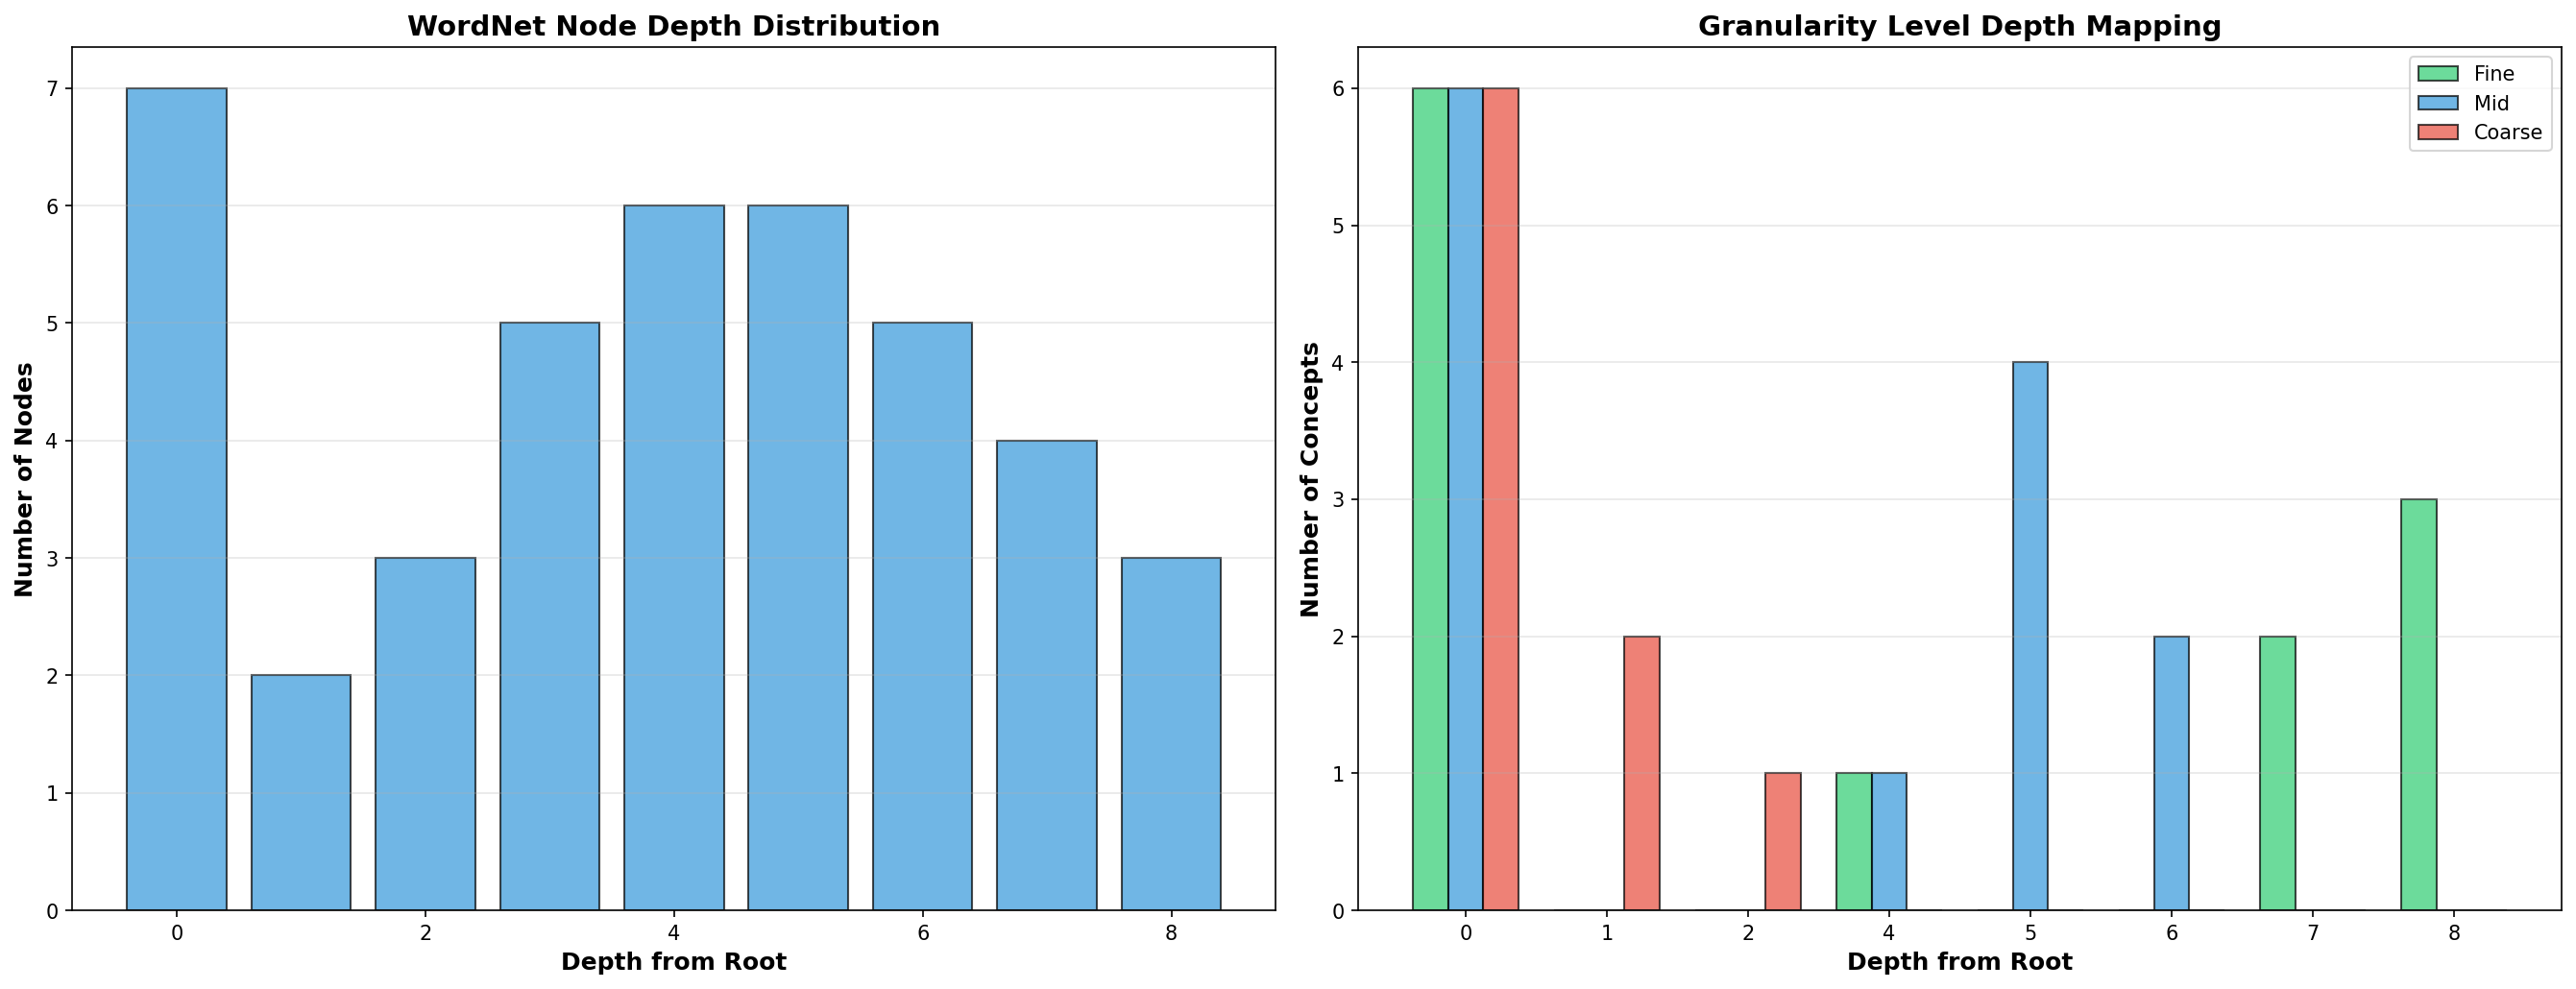 WordNet Node Depth Distribution
Number of Nodes
7
6
5
4
3
2
1
0
0 2 4 6 8
Depth from Root
Granularity Level Depth Mapping
Fine
Mid
Coarse
Number of Concepts
6
5
4
3
2
1
0
0 1 2 4 5 6 7 8
Depth from Root